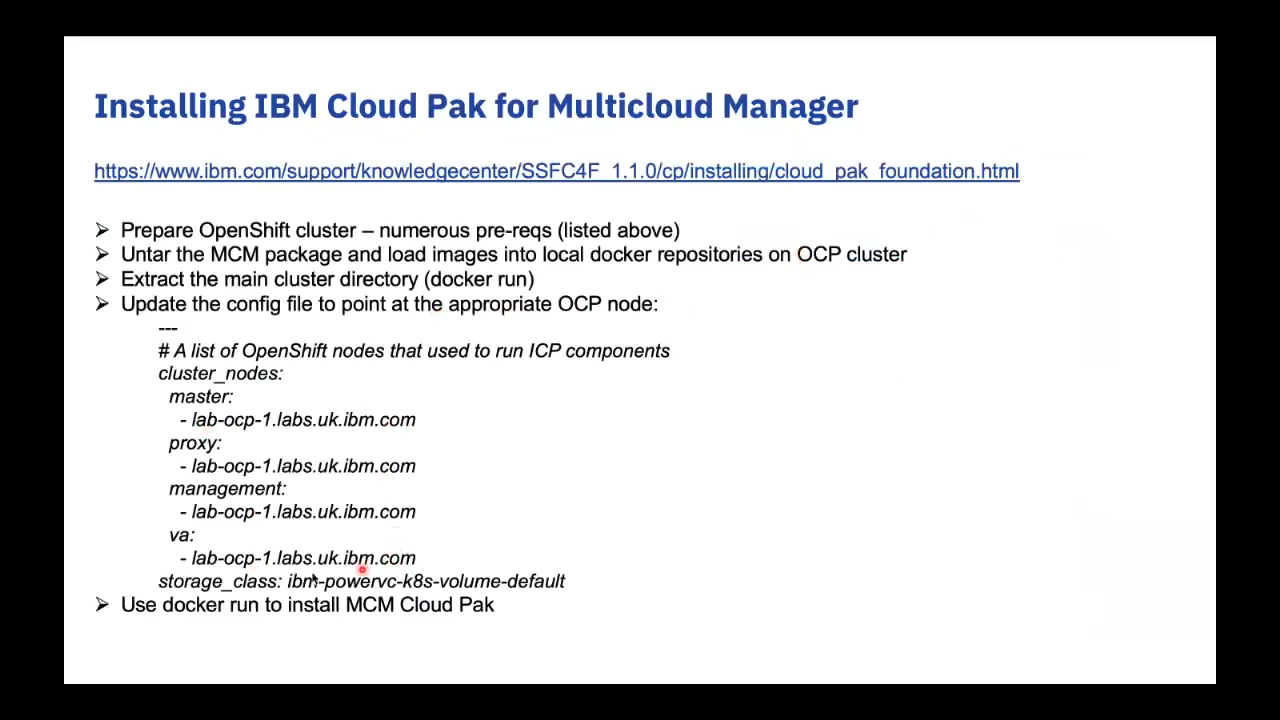 Installing IBM Cloud Pak for Multicloud Manager
https://www.ibm.com/support/knowledgecenter/SSFC4F_1.1.0/cp/installing/cloud_pak_foundation.html
➢ Prepare OpenShift cluster – numerous pre-reqs (listed above)
➢ Untar the MCM package and load images into local docker repositories on OCP cluster
➢ Extract the main cluster directory (docker run)
➢ Update the config file to point at the appropriate OCP node:
---
# A list of OpenShift nodes that used to run ICP components
cluster_nodes:
master:
- lab-ocp-1.labs.uk.ibm.com
proxy:
- lab-ocp-1.labs.uk.ibm.com
management:
- lab-ocp-1.labs.uk.ibm.com
va:
- lab-ocp-1.labs.uk.ibm.com
storage_class: ibm-powervc-k8s-volume-default
➢ Use docker run to install MCM Cloud Pak